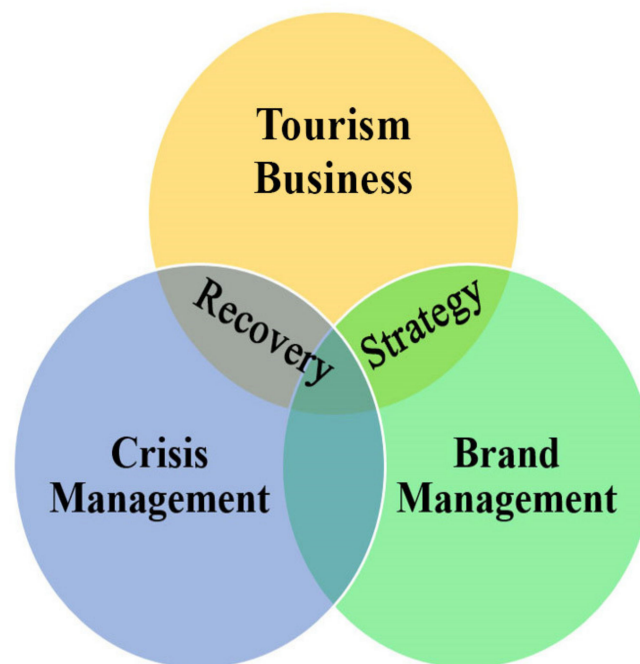 Tourism
Business
Recovery
Strategy
Crisis
Management
Brand
Management